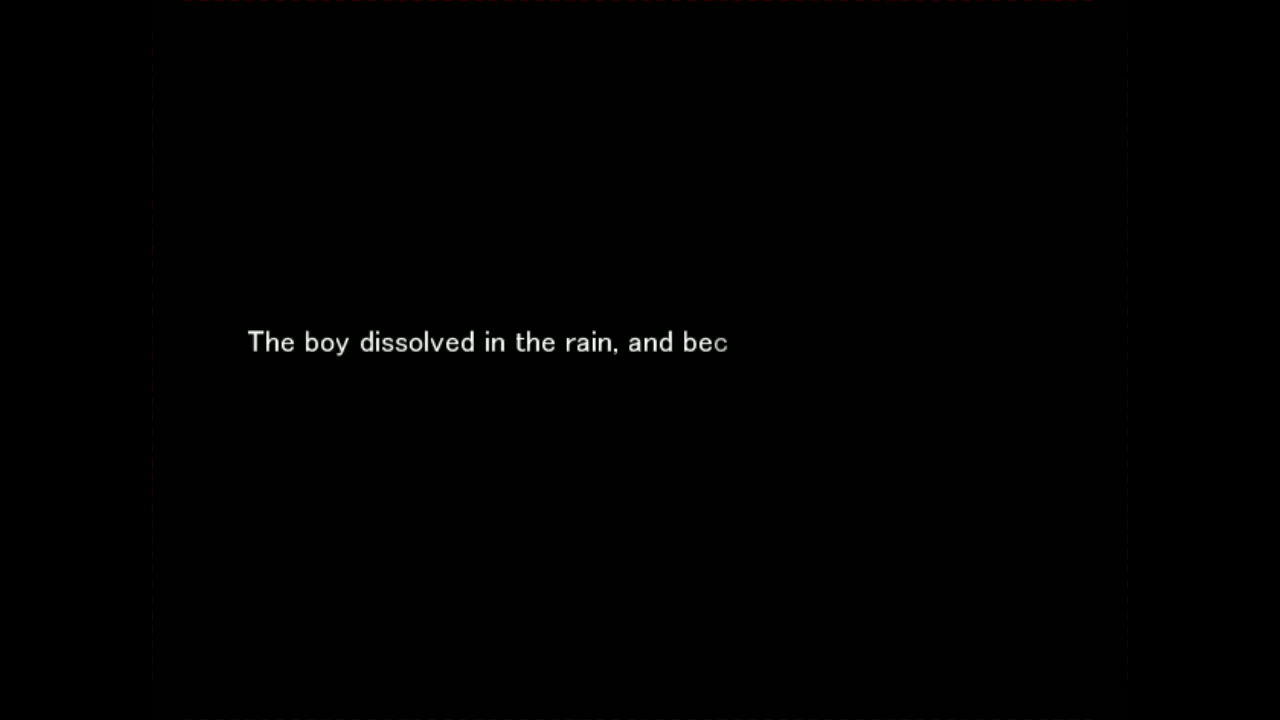 The boy dissolved in the rain, and bec